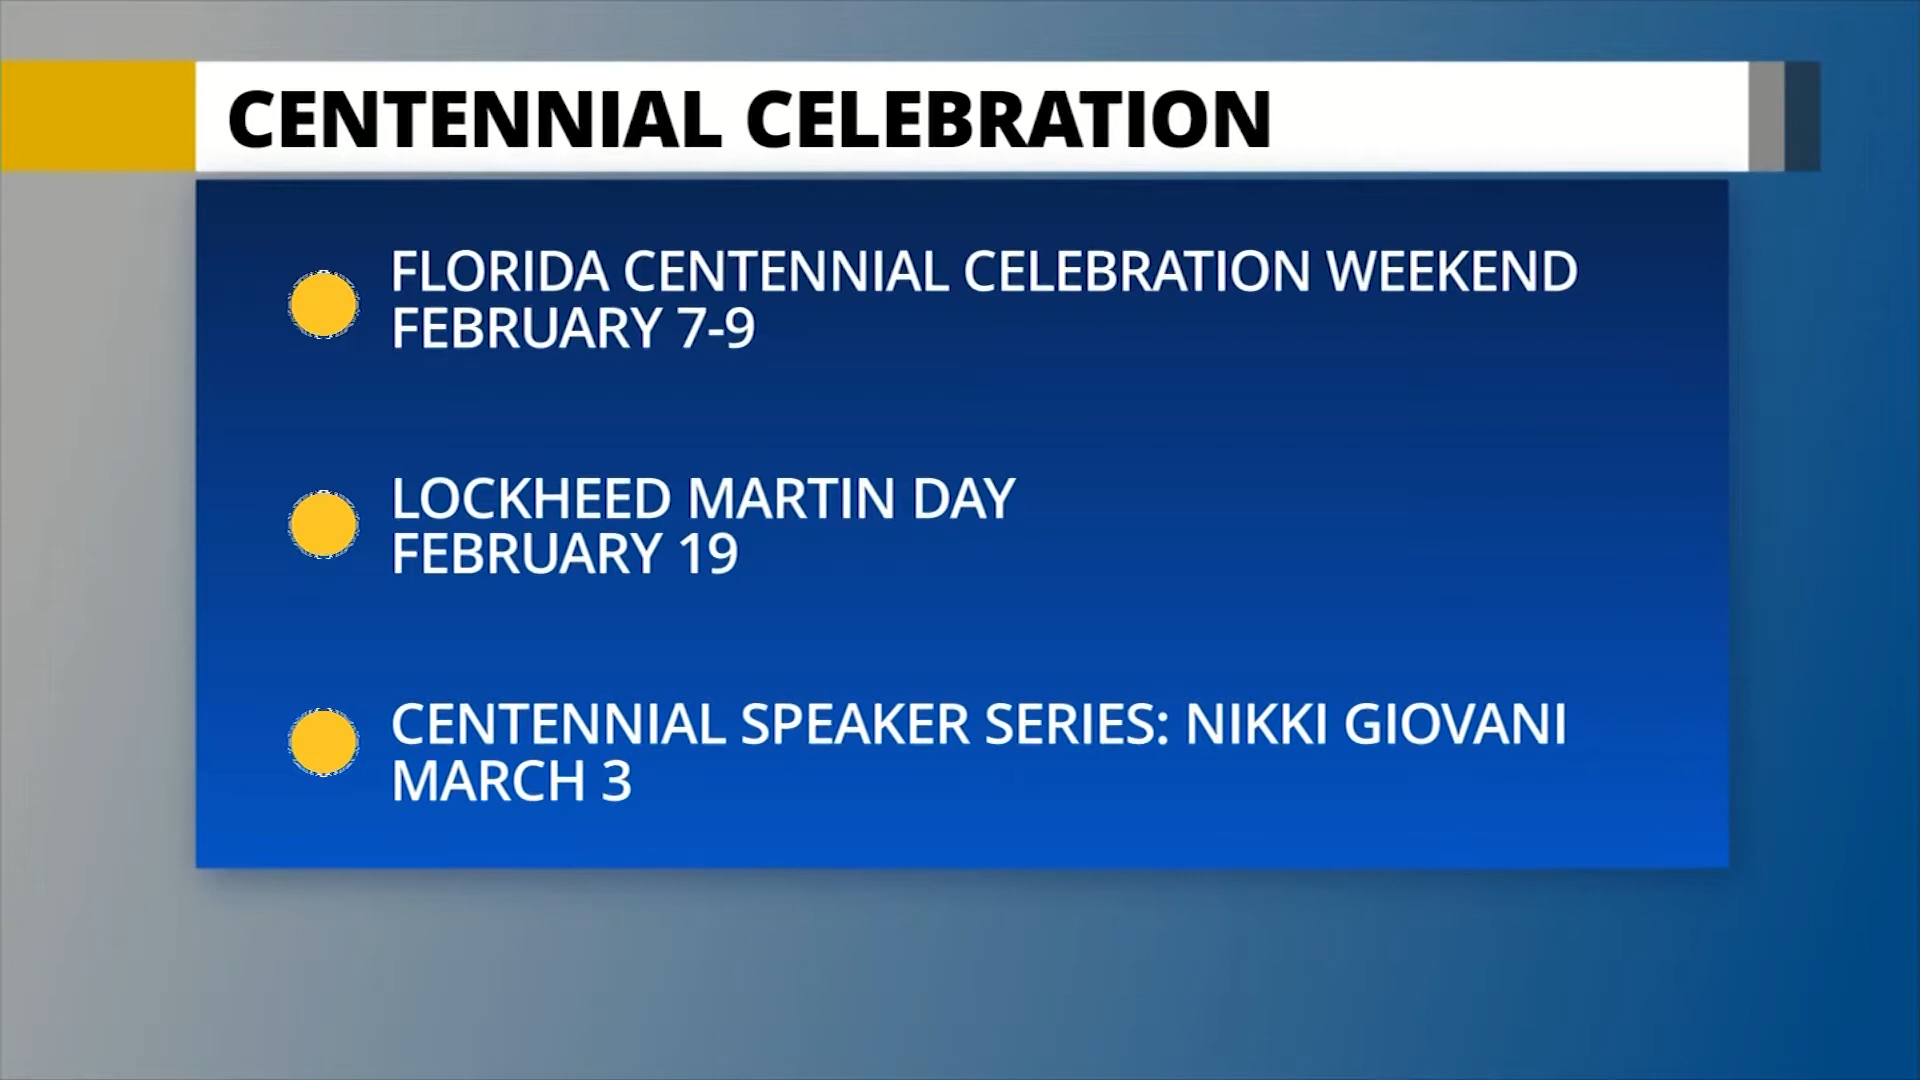 CENTENNIAL CELEBRATION
FLORIDA CENTENNIAL CELEBRATION WEEKEND
FEBRUARY 7-9
LOCKHEED MARTIN DAY
FEBRUARY 19
CENTENNIAL SPEAKER SERIES: NIKKI GIOVANI
MARCH 3